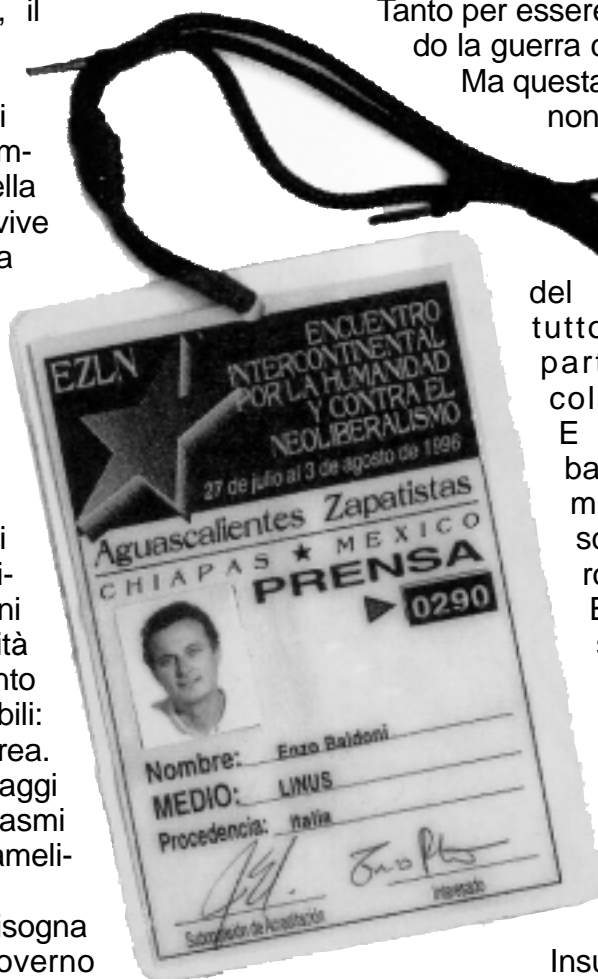 , il
i
m-
ella
vive
a
i
i-
ni
ità
nto
bili:
rea.
aggi
asmi
ameli-
isogna
overno
EZLN
ENCUENTRO
INTERCONTINENTAL
POR LA HUMANIDAD
Y CONTRA EL
NEOLIBERALISMO
27 de julio al 3 de agosto de 1996
Aguascalientes Zapatistas
CHIAPAS ★ MEXICO
PRENSA
▶ 0290
Nombre: Enzo Baldoni
MEDIO: LINUS
Procedencia: Italia
Subcomisión de Acreditación
interesado
Tanto per essere
do la guerra c
Ma questa
non
del
tutto
part
col
E
ba
m
so
ro
E
s
Insu